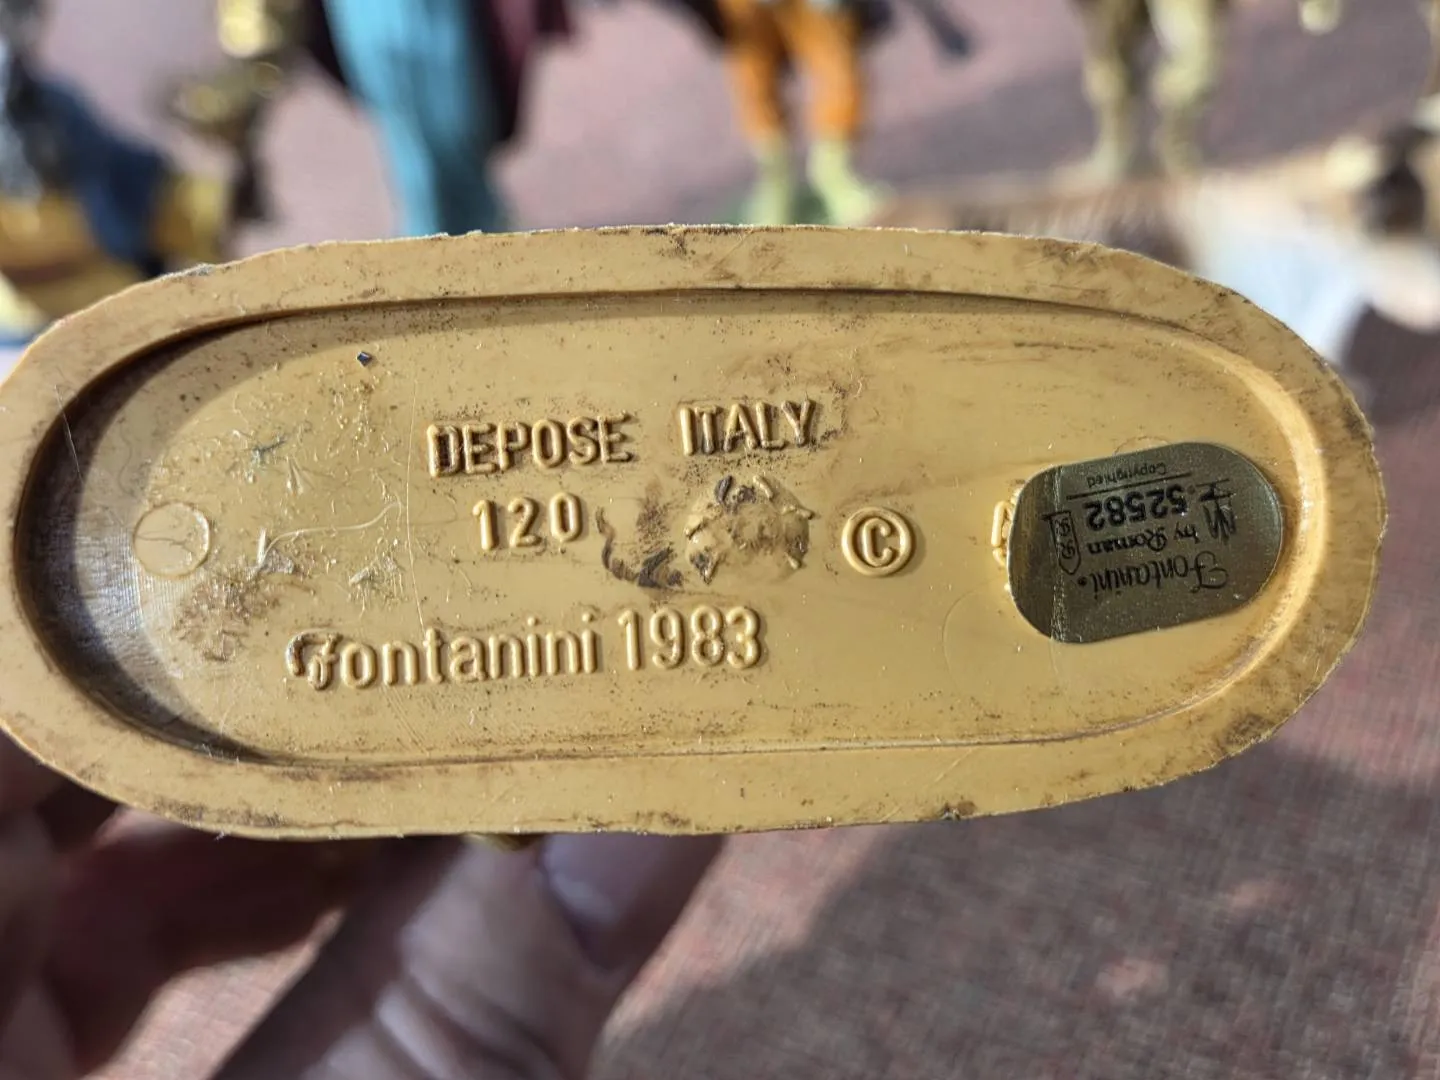 DEPOSE ITALY
120 ©
Fontanini 1983
Fontanini®
by Roman
52582
Copyrighted